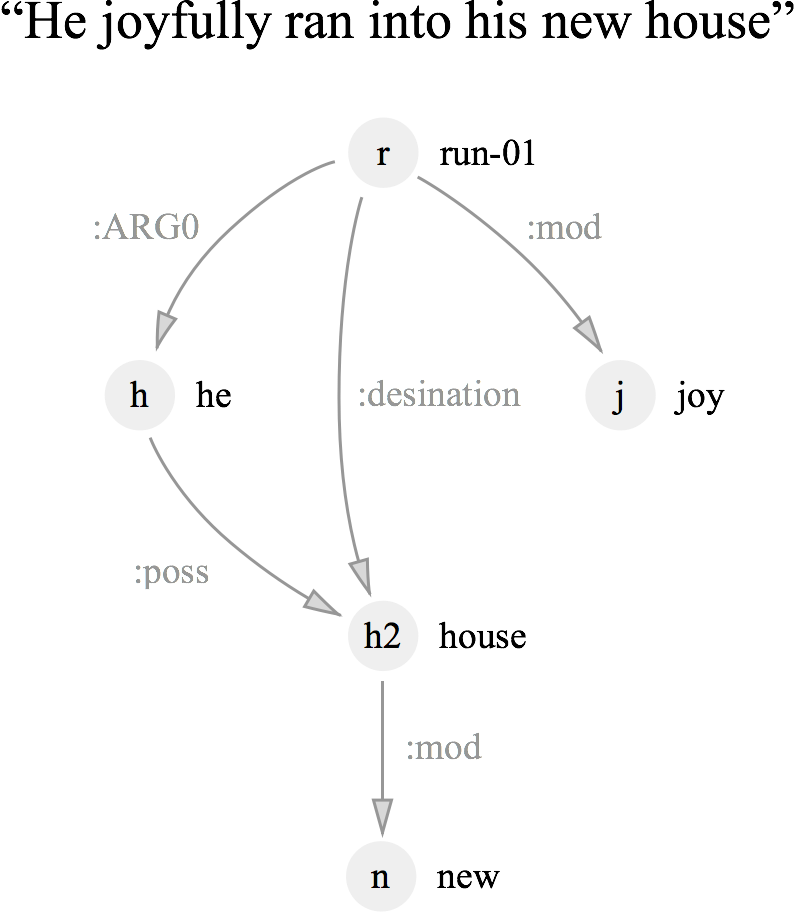 “He joyfully ran into his new house”
r run-01
:ARG0 :mod
h he :desination j joy
:poss
h2 house
:mod
n new